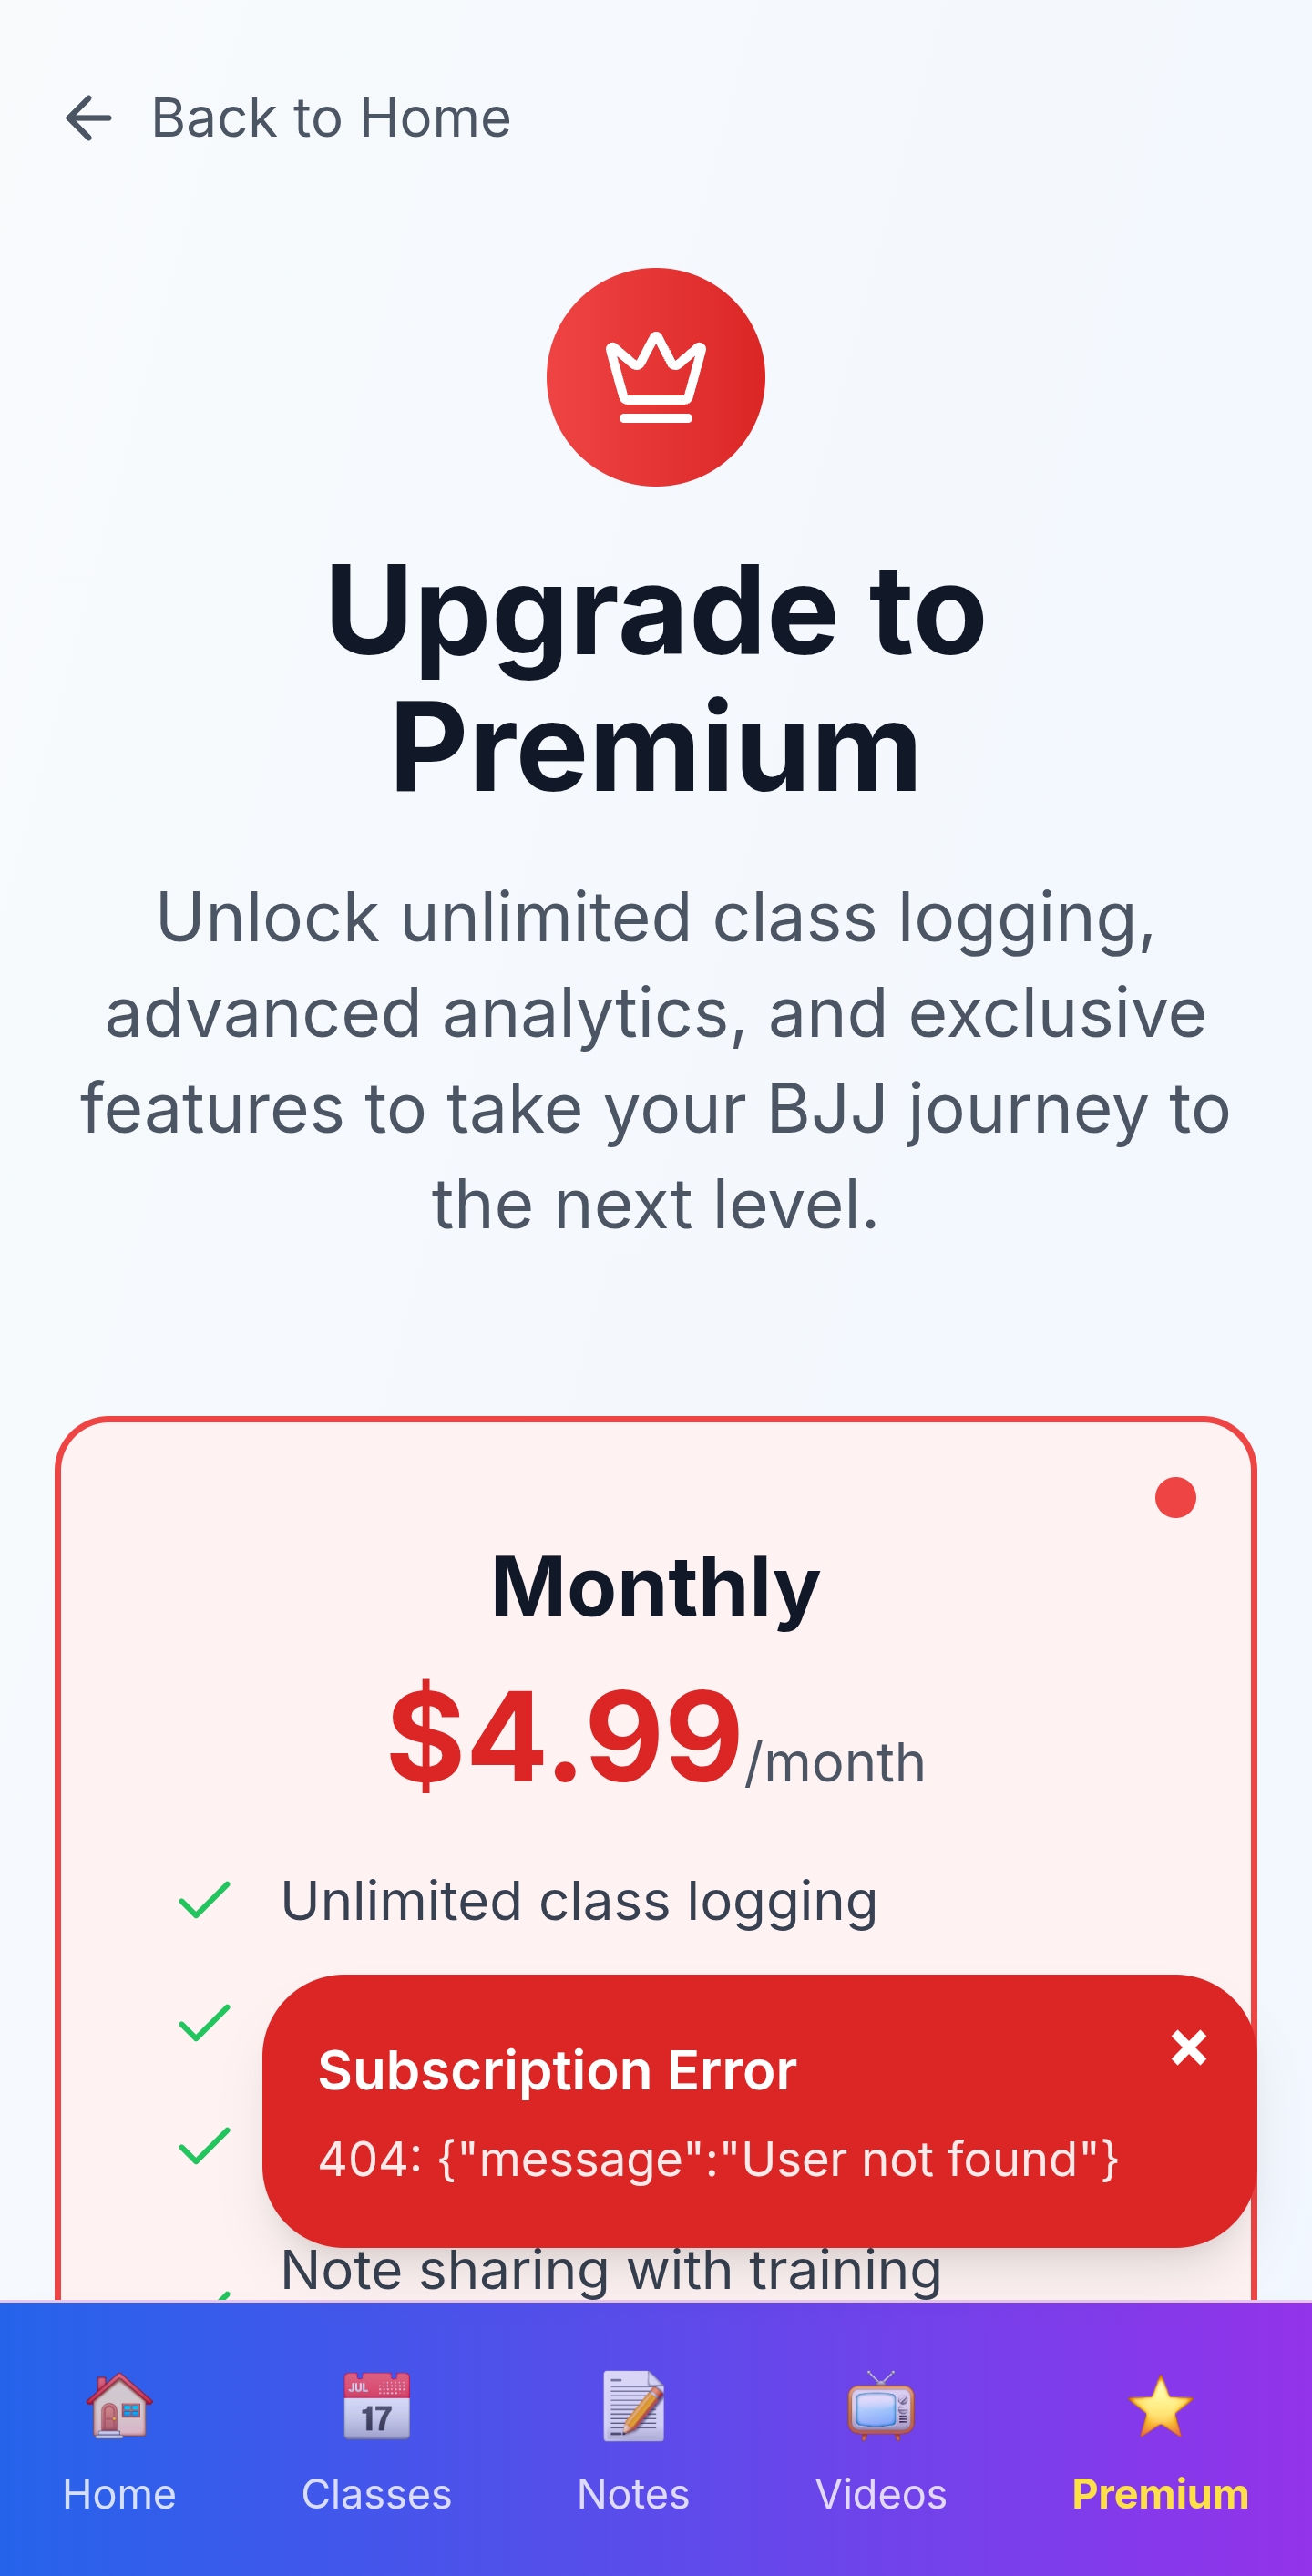 Back to Home
Upgrade to
Premium
Unlock unlimited class logging,
advanced analytics, and exclusive
features to take your BJJ journey to
the next level.
Monthly
$4.99/month
Unlimited class logging
Subscription Error
404: {"message":"User not found"}
Note sharing with training
JUL
17
Home
Classes
Notes
Videos
Premium